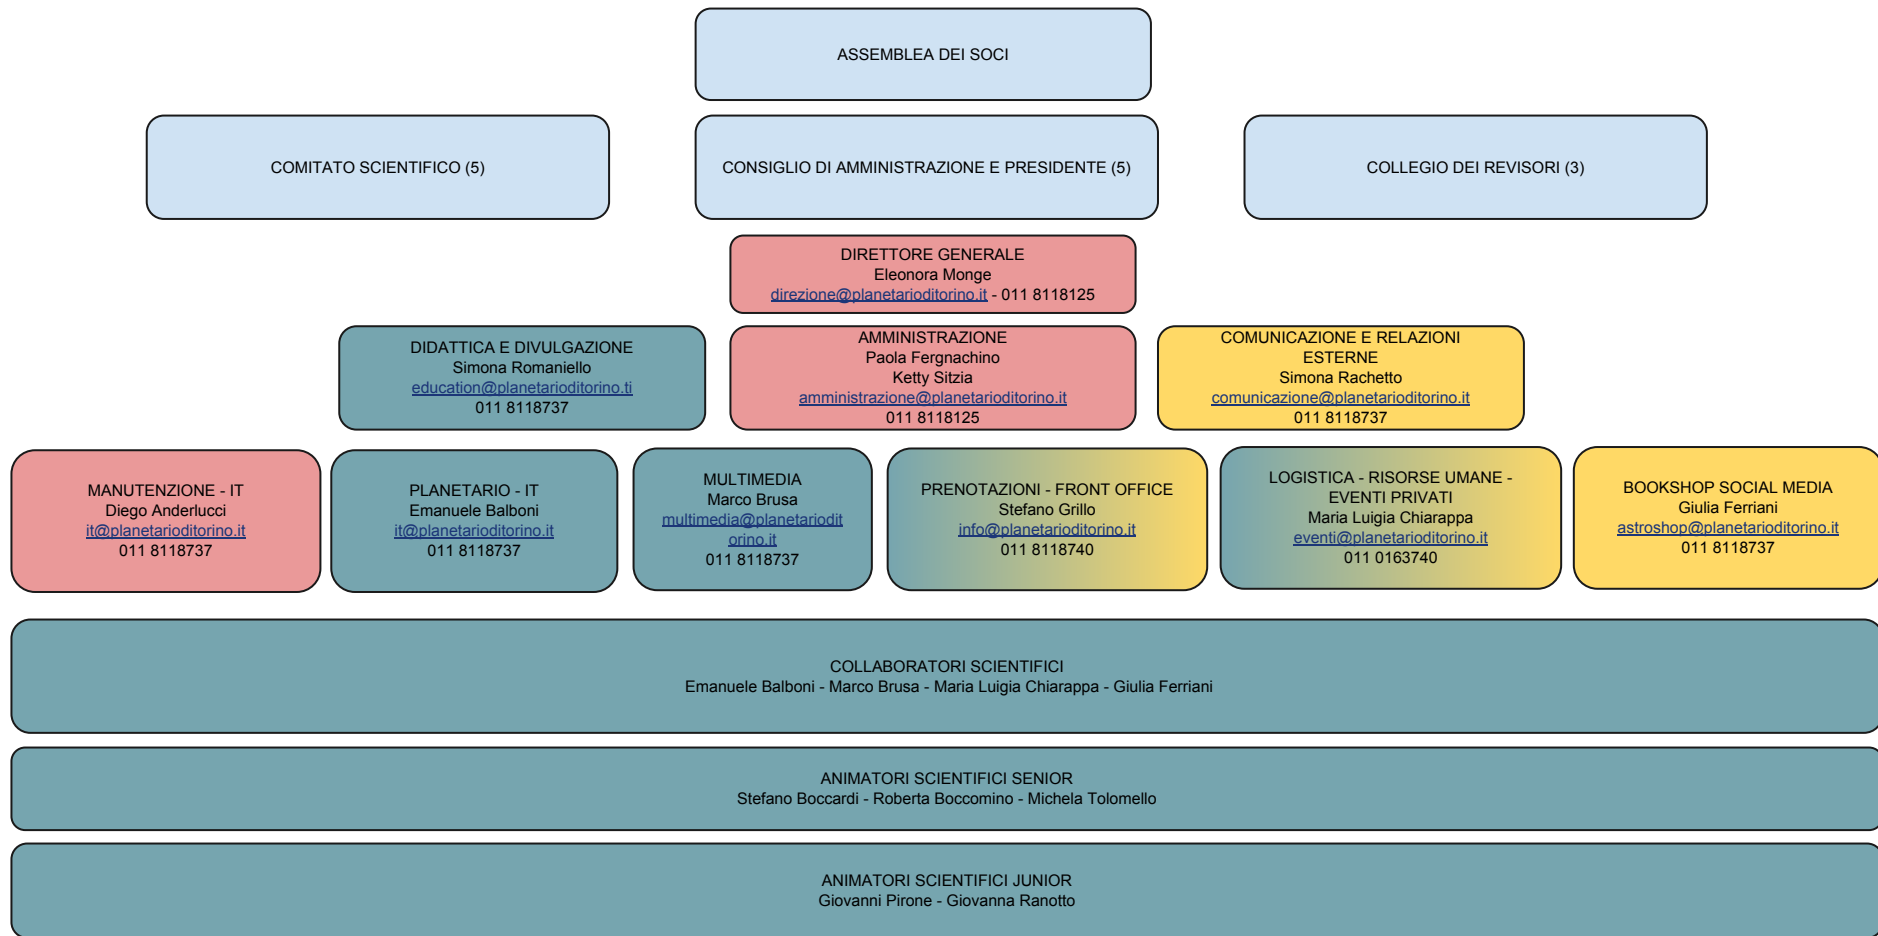 ASSEMBLEA DEI SOCI
COMITATO SCIENTIFICO (5)
CONSIGLIO DI AMMINISTRAZIONE E PRESIDENTE (5)
COLLEGIO DEI REVISORI (3)
DIRETTORE GENERALE
Eleonora Monge
direzione@planetarioditorino.it - 011 8118125
DIDATTICA E DIVULGAZIONE
Simona Romaniello
education@planetarioditorino.ti
011 8118737
AMMINISTRAZIONE
Paola Fergnachino
Ketty Sitzia
amministrazione@planetarioditorino.it
011 8118125
COMUNICAZIONE E RELAZIONI
ESTERNE
Simona Rachetto
comunicazione@planetarioditorino.it
011 8118737
MANUTENZIONE - IT
Diego Anderlucci
it@planetarioditorino.it
011 8118737
PLANETARIO - IT
Emanuele Balboni
it@planetarioditorino.it
011 8118737
MULTIMEDIA
Marco Brusa
multimedia@planetariodit
orino.it
011 8118737
PRENOTAZIONI - FRONT OFFICE
Stefano Grillo
info@planetarioditorino.it
011 8118740
LOGISTICA - RISORSE UMANE -
EVENTI PRIVATI
Maria Luigia Chiarappa
eventi@planetarioditorino.it
011 0163740
BOOKSHOP SOCIAL MEDIA
Giulia Ferriani
astroshop@planetarioditorino.it
011 8118737
COLLABORATORI SCIENTIFICI
Emanuele Balboni - Marco Brusa - Maria Luigia Chiarappa - Giulia Ferriani
ANIMATORI SCIENTIFICI SENIOR
Stefano Boccardi - Roberta Boccomino - Michela Tolomello
ANIMATORI SCIENTIFICI JUNIOR
Giovanni Pirone - Giovanna Ranotto